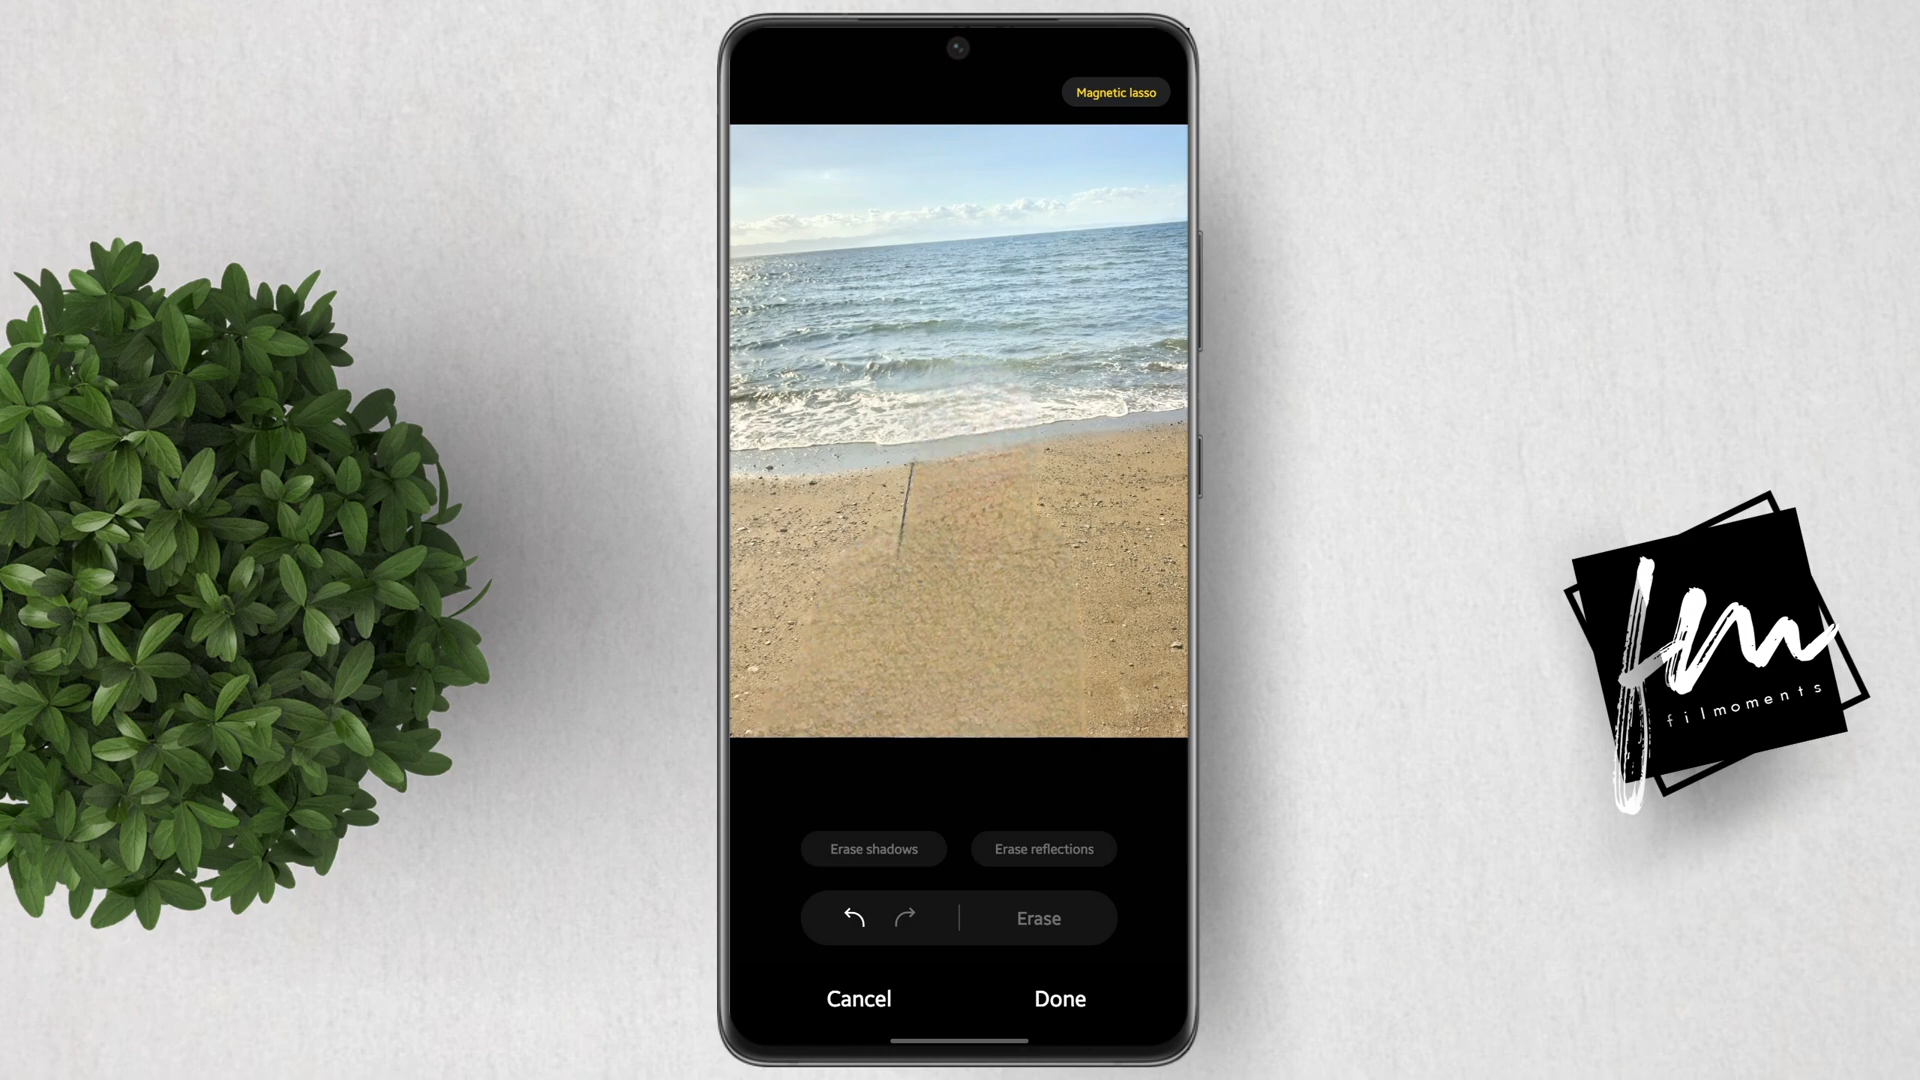 Magnetic lasso
Erase shadows
Erase reflections
Erase
Cancel
Done
fm
filmoments